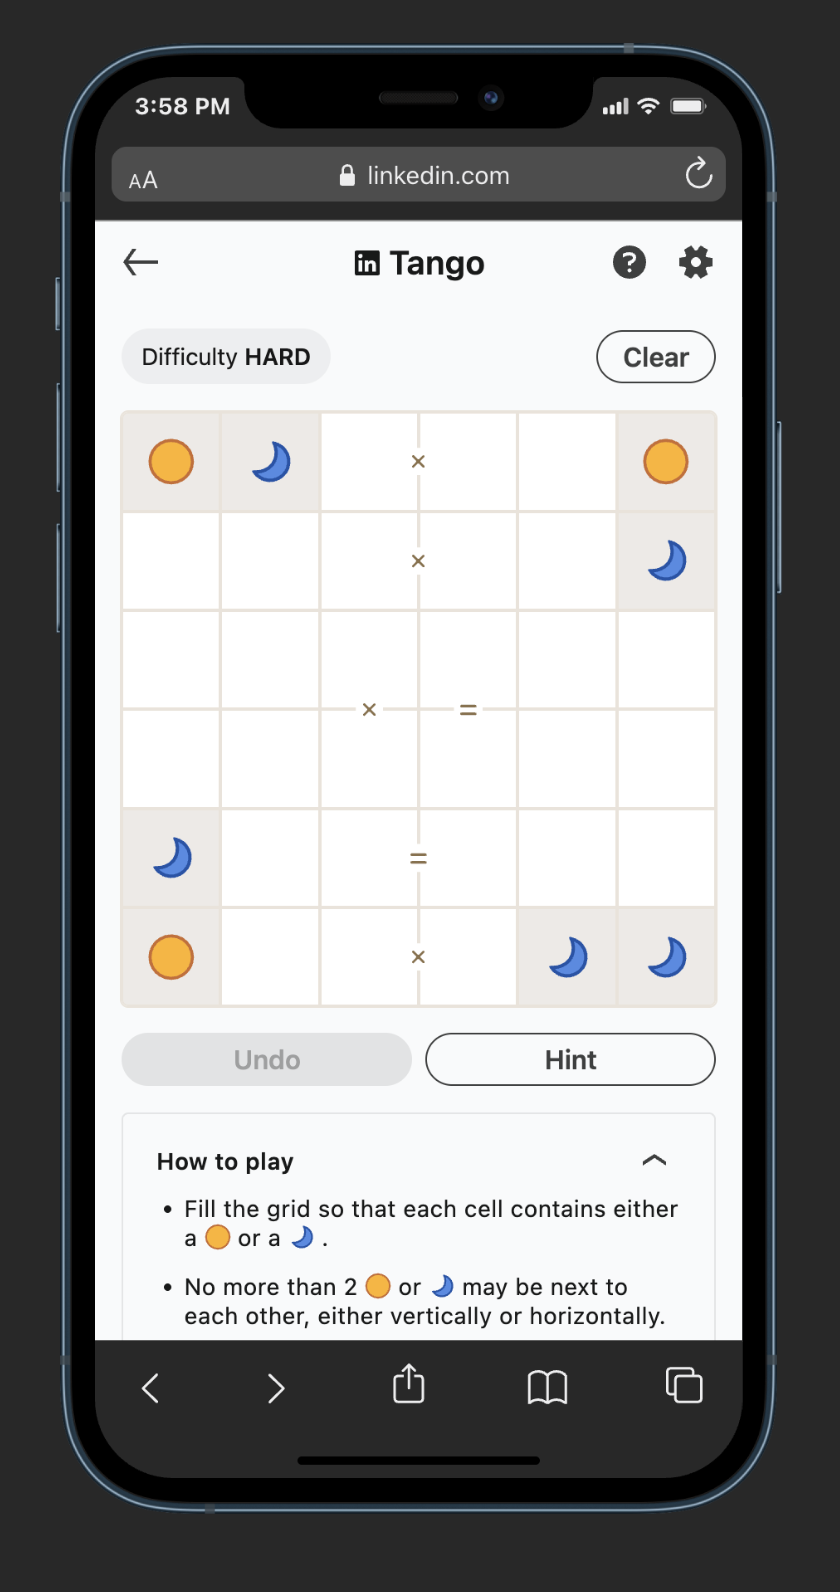 3:58 PM
AA
linkedin.com
in Tango
?
Difficulty HARD
Clear
×
×
× =
=
×
Undo
Hint
How to play
• Fill the grid so that each cell contains either
a or a .
• No more than 2 or may be next to
each other, either vertically or horizontally.